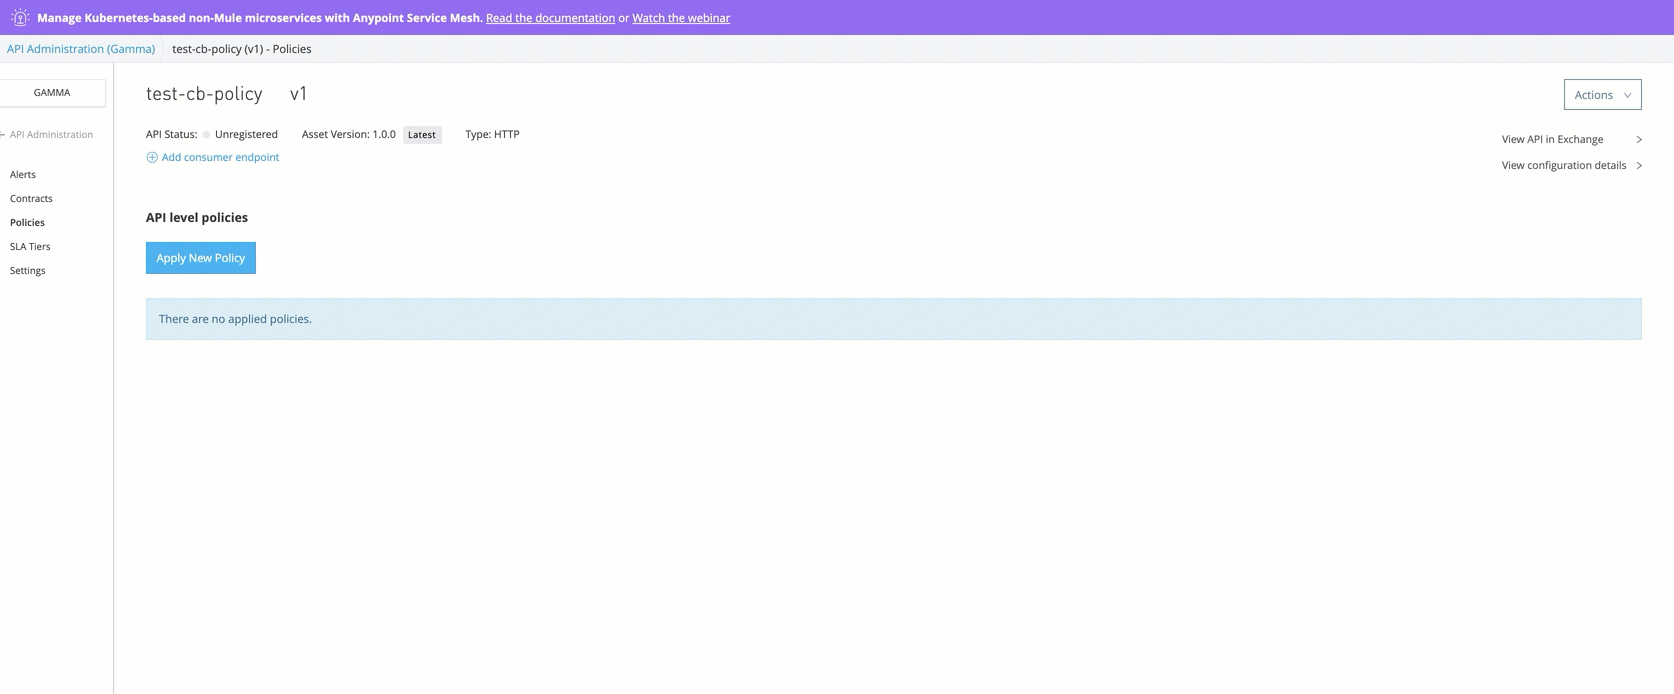 Manage Kubernetes-based non-Mule microservices with Anypoint Service Mesh. Read the documentation or Watch the webinar
API Administration (Gamma) test-cb-policy (v1) - Policies
GAMMA
API Administration
Alerts
Contracts
Policies
SLA Tiers
Settings
test-cb-policy v1
Actions
API Status: Unregistered Asset Version: 1.0.0 Latest Type: HTTP
Add consumer endpoint
View API in Exchange
View configuration details
API level policies
Apply New Policy
There are no applied policies.